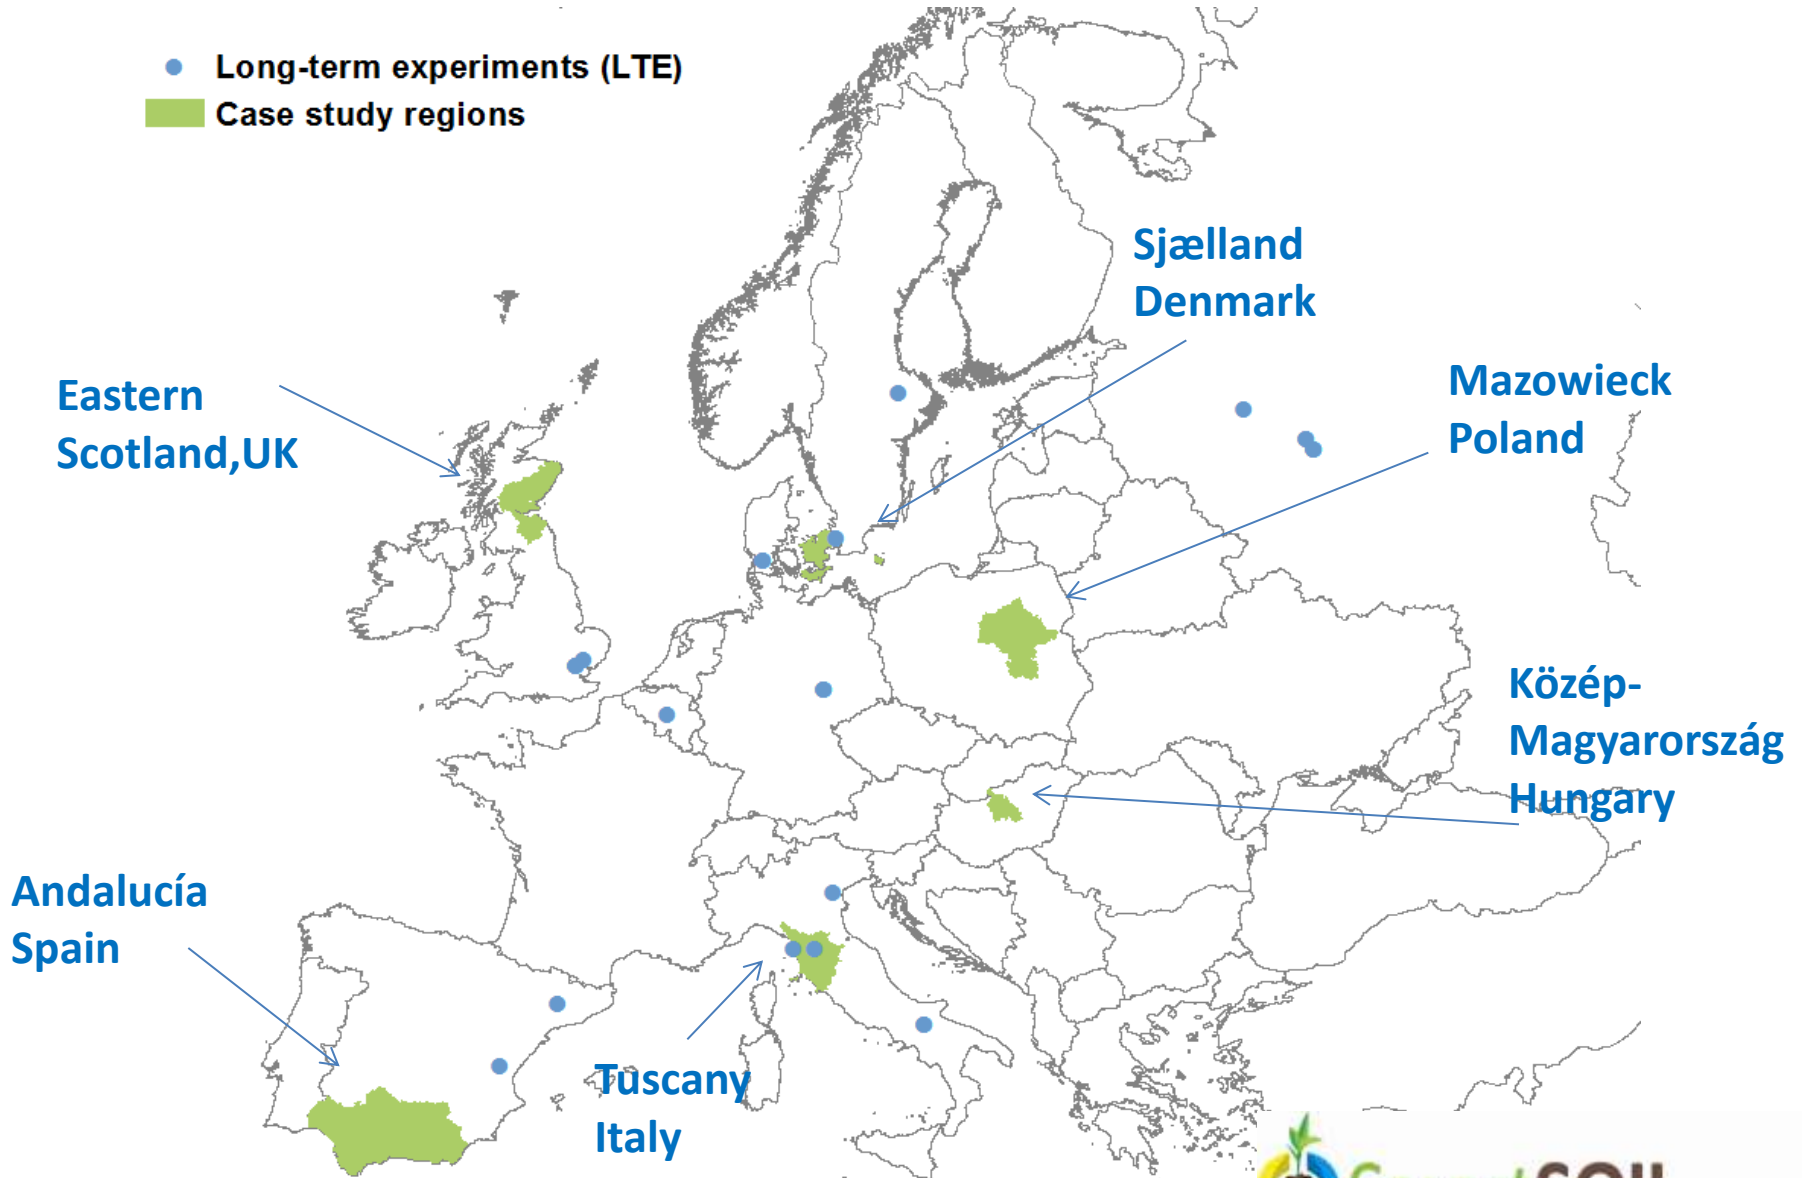 Long-term experiments (LTE)
Case study regions
Sjælland
Denmark
Eastern
Scotland,UK
Mazowieck
Poland
Közép-
Magyarország
Hungary
Andalucía
Spain
Tuscany
Italy